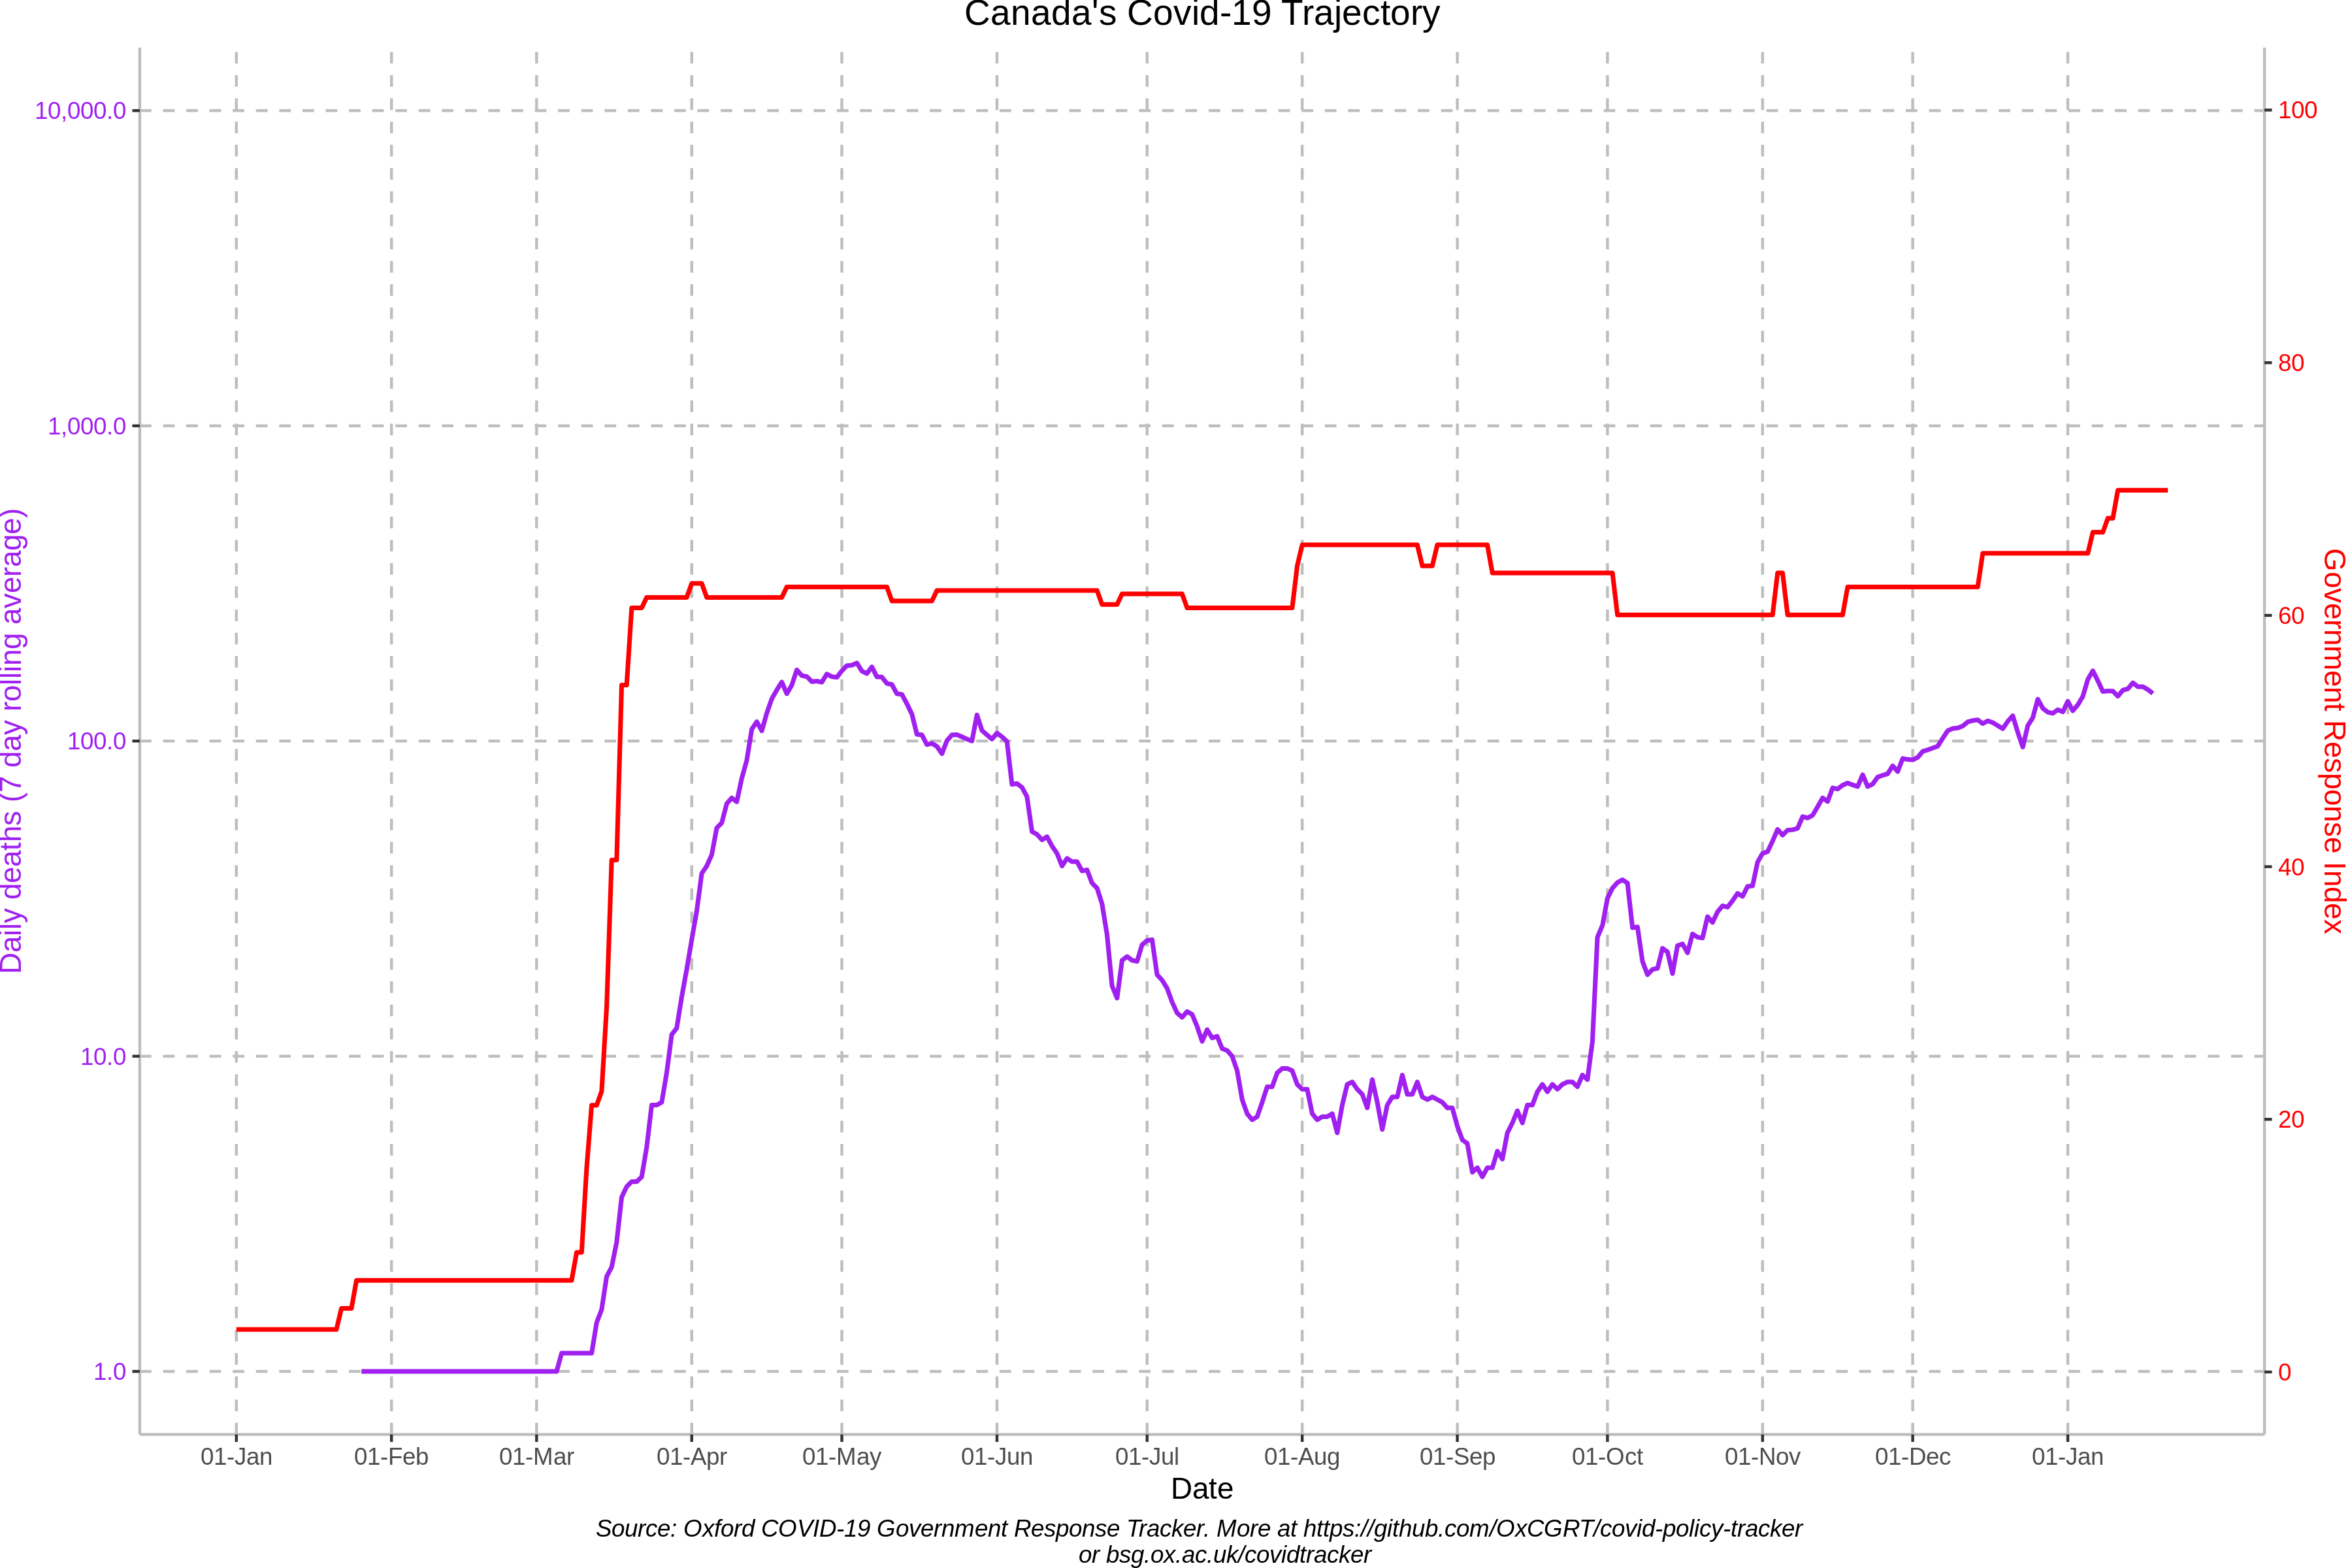 Canada's Covid-19 Trajectory
10,000.0
1,000.0
100.0
10.0
1.0
Daily deaths (7 day rolling average)
100
80
60
40
20
0
Government Response Index
01-Jan 01-Feb 01-Mar 01-Apr 01-May 01-Jun 01-Jul 01-Aug 01-Sep 01-Oct 01-Nov 01-Dec 01-Jan
Date
Source: Oxford COVID-19 Government Response Tracker. More at https://github.com/OxCGRT/covid-policy-tracker
or bsg.ox.ac.uk/covidtracker